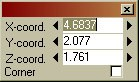 X-coord. 4.6837
Y-coord. 2.077
Z-coord. 1.761
Corner